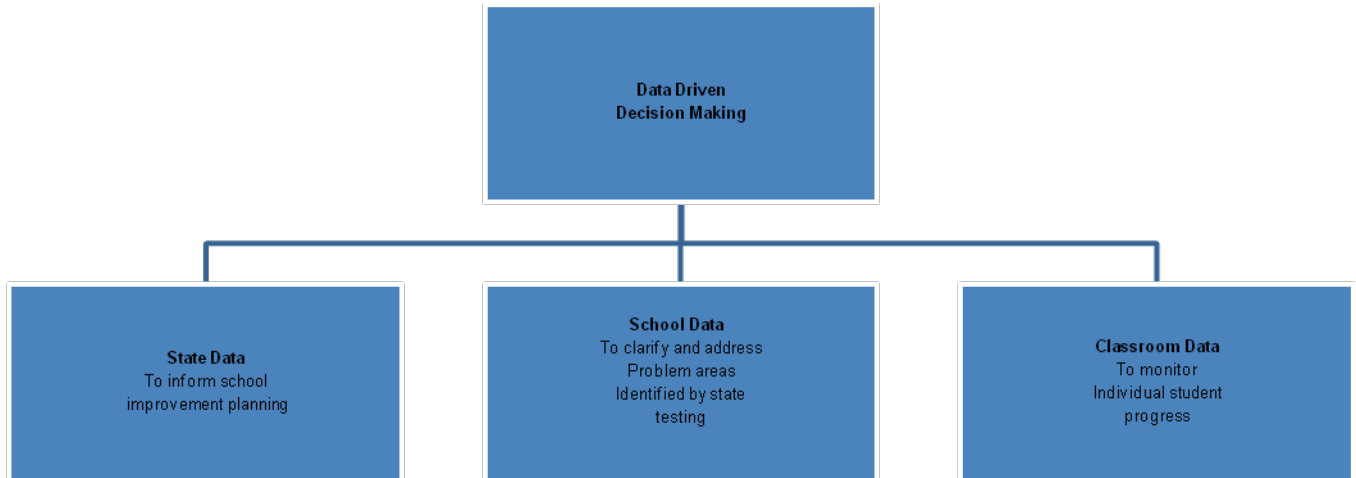 Data Driven
Decision Making
State Data
To inform school
improvement planning
School Data
To clarify and address
Problem areas
Identified by state
testing
Classroom Data
To monitor
Individual student
progress